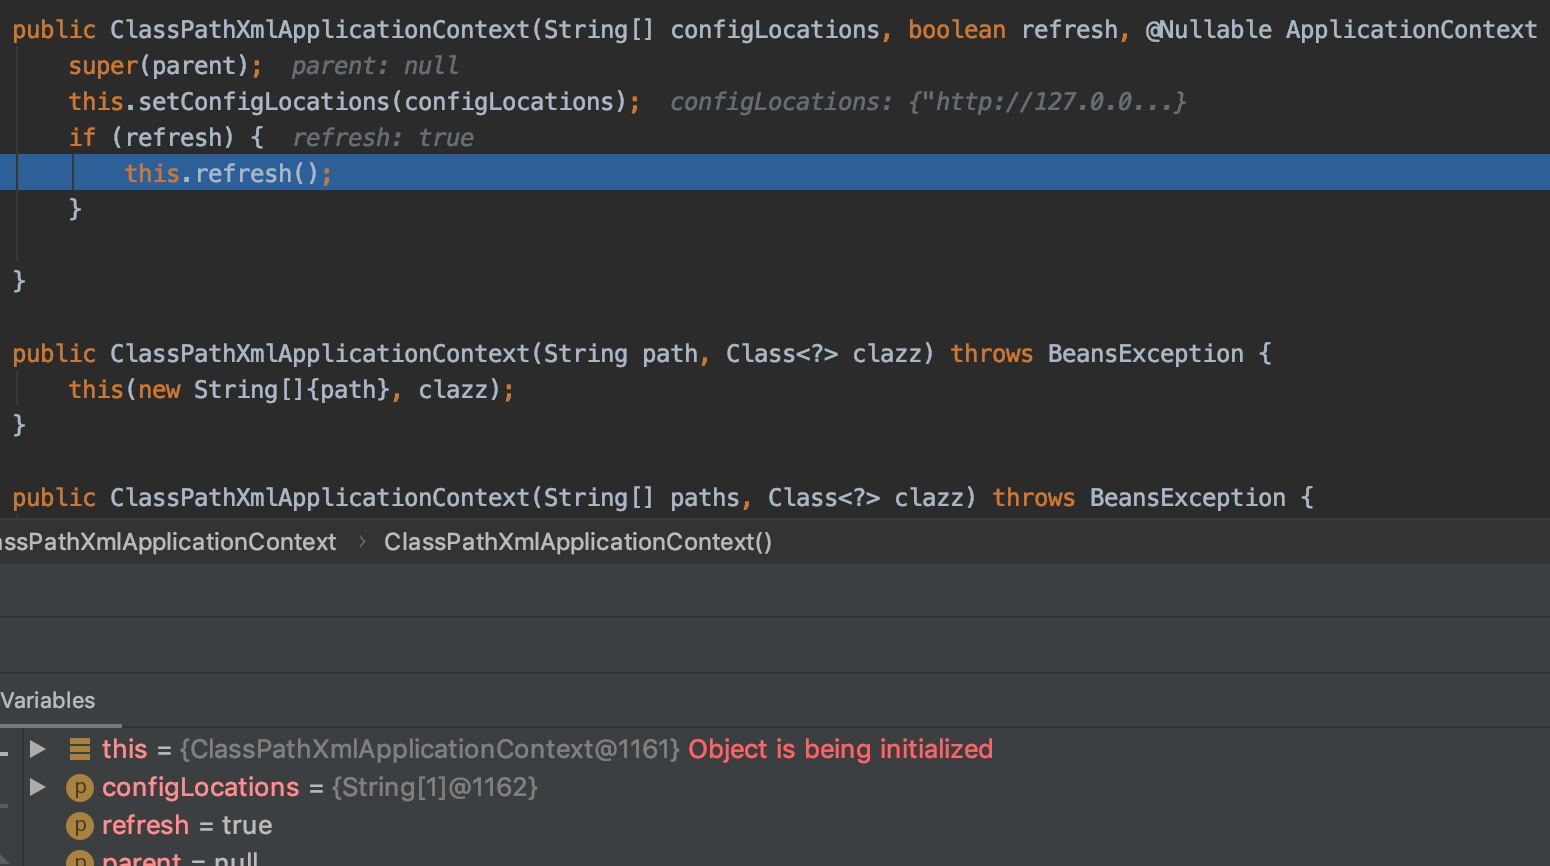 public ClassPathXmlApplicationContext(String[] configLocations, boolean refresh, @Nullable ApplicationContext
super(parent); parent: null
this.setConfigLocations(configLocations); configLocations: {"http://127.0.0...}
if (refresh) { refresh: true
this.refresh();
}
}
public ClassPathXmlApplicationContext(String path, Class<?> clazz) throws BeansException {
this(new String[]{path}, clazz);
}
public ClassPathXmlApplicationContext(String[] paths, Class<?> clazz) throws BeansException {
assPathXmlApplicationContext › ClassPathXmlApplicationContext()
Variables
this = {ClassPathXmlApplicationContext@1161} Object is being initialized
p configLocations = {String[1]@1162}
p refresh = true
p parent = null